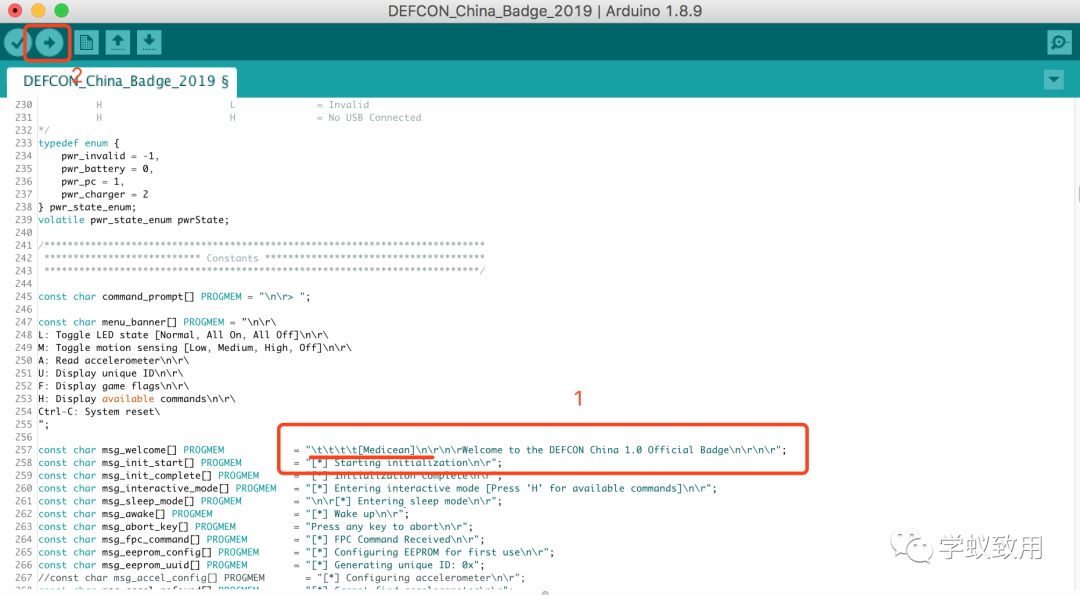 DEFCON_China_Badge_2019 | Arduino 1.8.9
2
DEFCON_China_Badge_2019 §
230 H L = Invalid
231 H H = No USB Connected
232 */
233 typedef enum {
234 pwr_invalid = -1,
235 pwr_battery = 0,
236 pwr_pc = 1,
237 pwr_charger = 2
238 } pwr_state_enum;
239 volatile pwr_state_enum pwrState;
240
241 /*************************************************************************
242 *************************** Constants ************************************
243 *************************************************************************/
244
245 const char command_prompt[] PROGMEM = "\n\r> ";
246
247 const char menu_banner[] PROGMEM = "\n\r\
248 L: Toggle LED state [Normal, All On, All Off]\n\r\
249 M: Toggle motion sensing [Low, Medium, High, Off]\n\r\
250 A: Read accelerometer\n\r\
251 U: Display unique ID\n\r\
252 F: Display game flags\n\r\
253 H: Display available commands\n\r\
254 Ctrl-C: System reset\
255 ";
256
1
257 const char msg_welcome[] PROGMEM = "\t\t\t\t[Medicean]\n\r\n\rWelcome to the DEFCON China 1.0 Official Badge\n\r\n\r";
258 const char msg_init_start[] PROGMEM = "[*] Starting initialization\n\r";
259 const char msg_init_complete[] PROGMEM = "[*] Initialization complete\n\r";
260 const char msg_interactive_mode[] PROGMEM = "[*] Entering interactive mode [Press 'H' for available commands]\n\r";
261 const char msg_sleep_mode[] PROGMEM = "\n\r[*] Entering sleep mode\n\r";
262 const char msg_awake[] PROGMEM = "[*] Wake up\n\r";
263 const char msg_abort_key[] PROGMEM = "Press any key to abort\n\r";
264 const char msg_fpc_command[] PROGMEM = "[*] FPC Command Received\n\r";
265 const char msg_eeprom_config[] PROGMEM = "[*] Configuring EEPROM for first use\n\r";
266 const char msg_eeprom_uuid[] PROGMEM = "[*] Generating unique ID: 0x";
267 //const char msg_accel_config[] PROGMEM = "[*] Configuring accelerometer\n\r";
学蚁致用